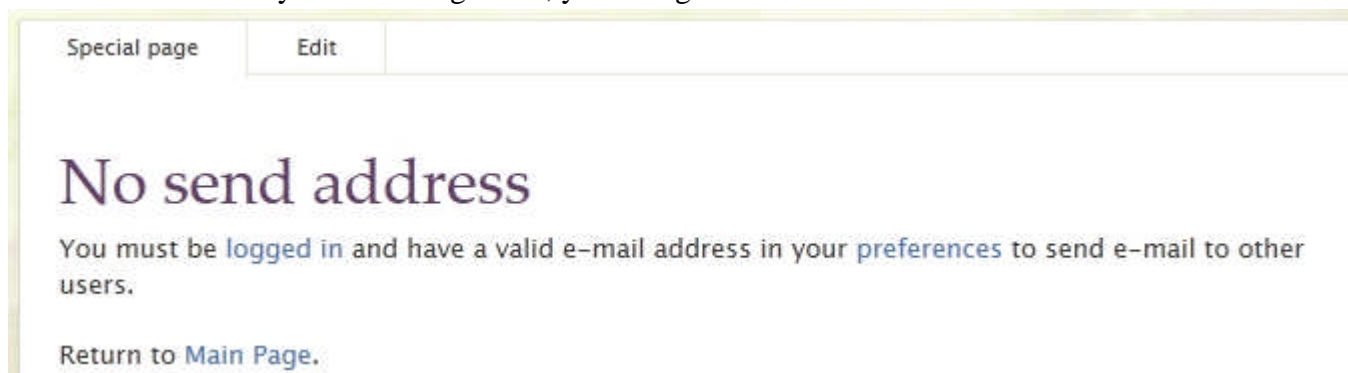 Special page Edit
No send address
You must be logged in and have a valid e-mail address in your preferences to send e-mail to other
users.
Return to Main Page.